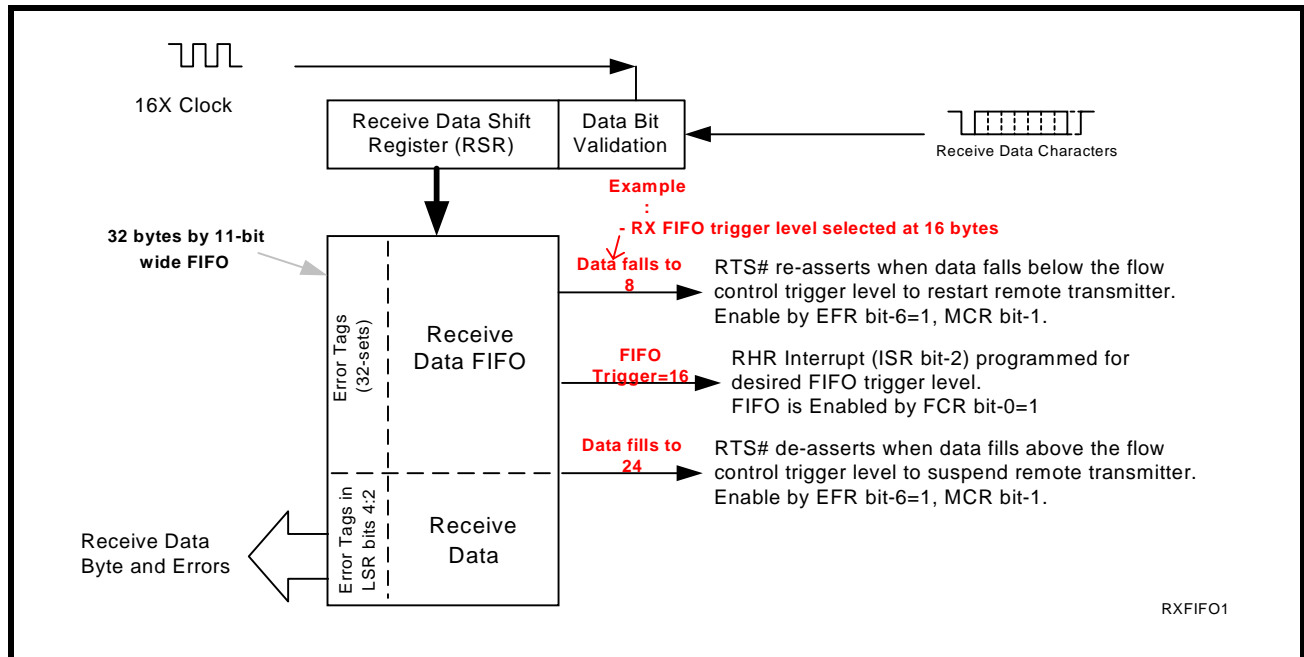 16X Clock
Receive Data Shift
Register (RSR)
Data Bit
Validation
Receive Data Characters
Example
:
- RX FIFO trigger level selected at 16 bytes
32 bytes by 11-bit
wide FIFO
Error Tags
(32-sets)
Receive
Data FIFO
Data falls to
8
RTS# re-asserts when data falls below the flow
control trigger level to restart remote transmitter.
Enable by EFR bit-6=1, MCR bit-1.
FIFO
Trigger=16
RHR Interrupt (ISR bit-2) programmed for
desired FIFO trigger level.
FIFO is Enabled by FCR bit-0=1
Data fills to
24
RTS# de-asserts when data fills above the flow
control trigger level to suspend remote transmitter.
Enable by EFR bit-6=1, MCR bit-1.
Error Tags in
LSR bits 4:2
Receive
Data
Receive Data
Byte and Errors
RXFIFO1